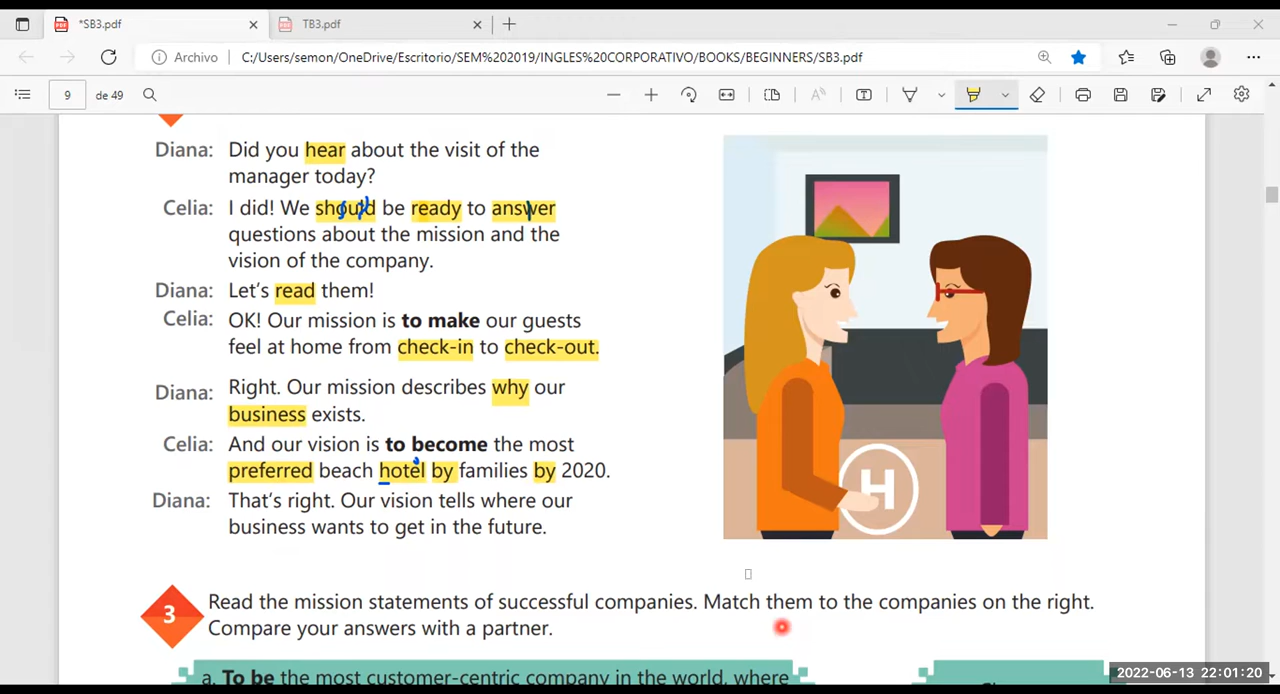 *SB3.pdf
TB3.pdf
Archivo
C:/Users/semon/OneDrive/Escritorio/SEM%202019/INGLES%20CORPORATIVO/BOOKS/BEGINNERS/SB3.pdf
9 de 49
Diana: Did you hear about the visit of the
manager today?
Celia: I did! We should be ready to answer
questions about the mission and the
vision of the company.
Diana: Let's read them!
Celia: OK! Our mission is to make our guests
feel at home from check-in to check-out.
Diana: Right. Our mission describes why our
business exists.
Celia: And our vision is to become the most
preferred beach hotel by families by 2020.
Diana: That's right. Our vision tells where our
business wants to get in the future.
H
3 Read the mission statements of successful companies. Match them to the companies on the right.
Compare your answers with a partner.
a. To be the most customer-centric company in the world, where
2022-06-13 22:01:20